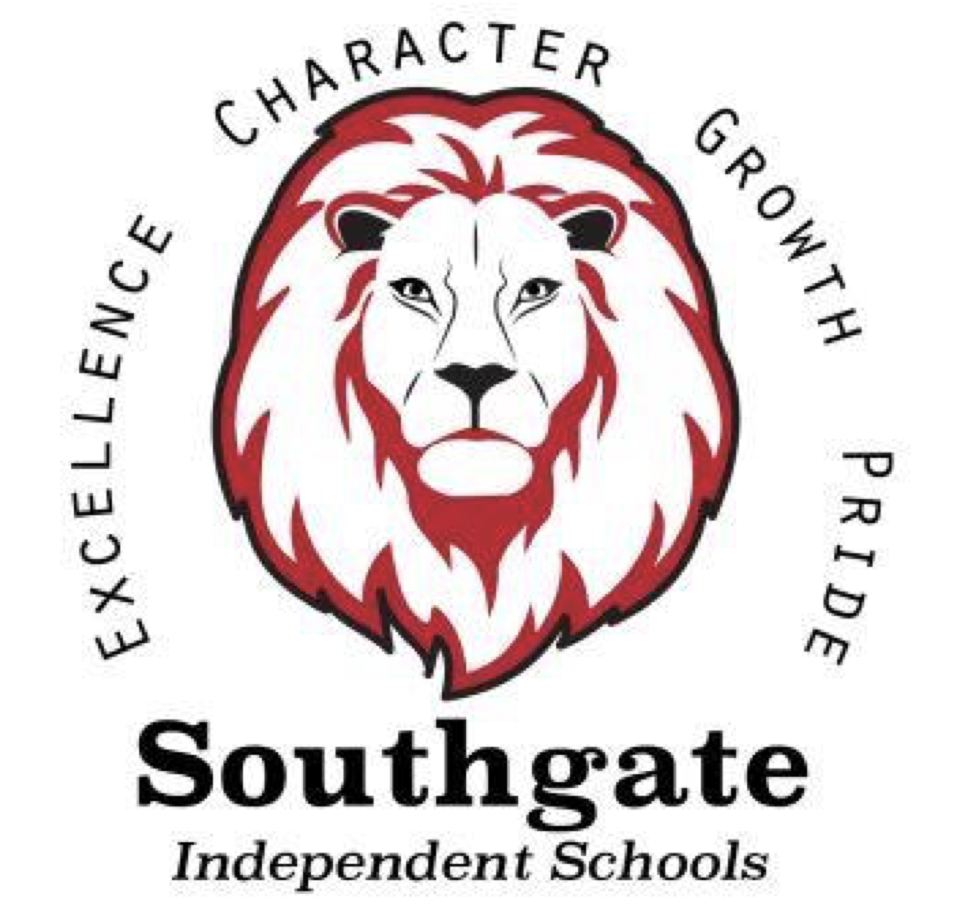 EXCELLENCE CHARACTER GROWTH PRIDE
Southgate
Independent Schools